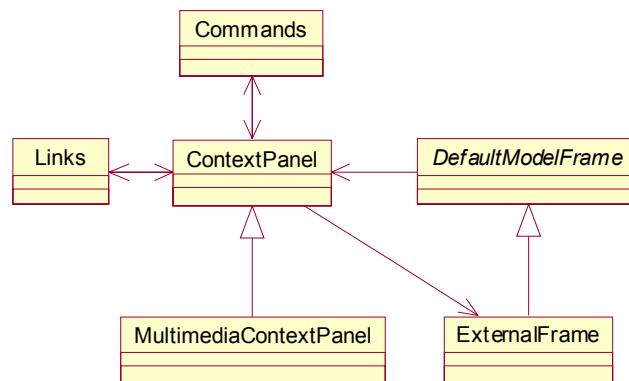 Commands
Links
ContextPanel
DefaultModelFrame
MultimediaContextPanel
ExternalFrame